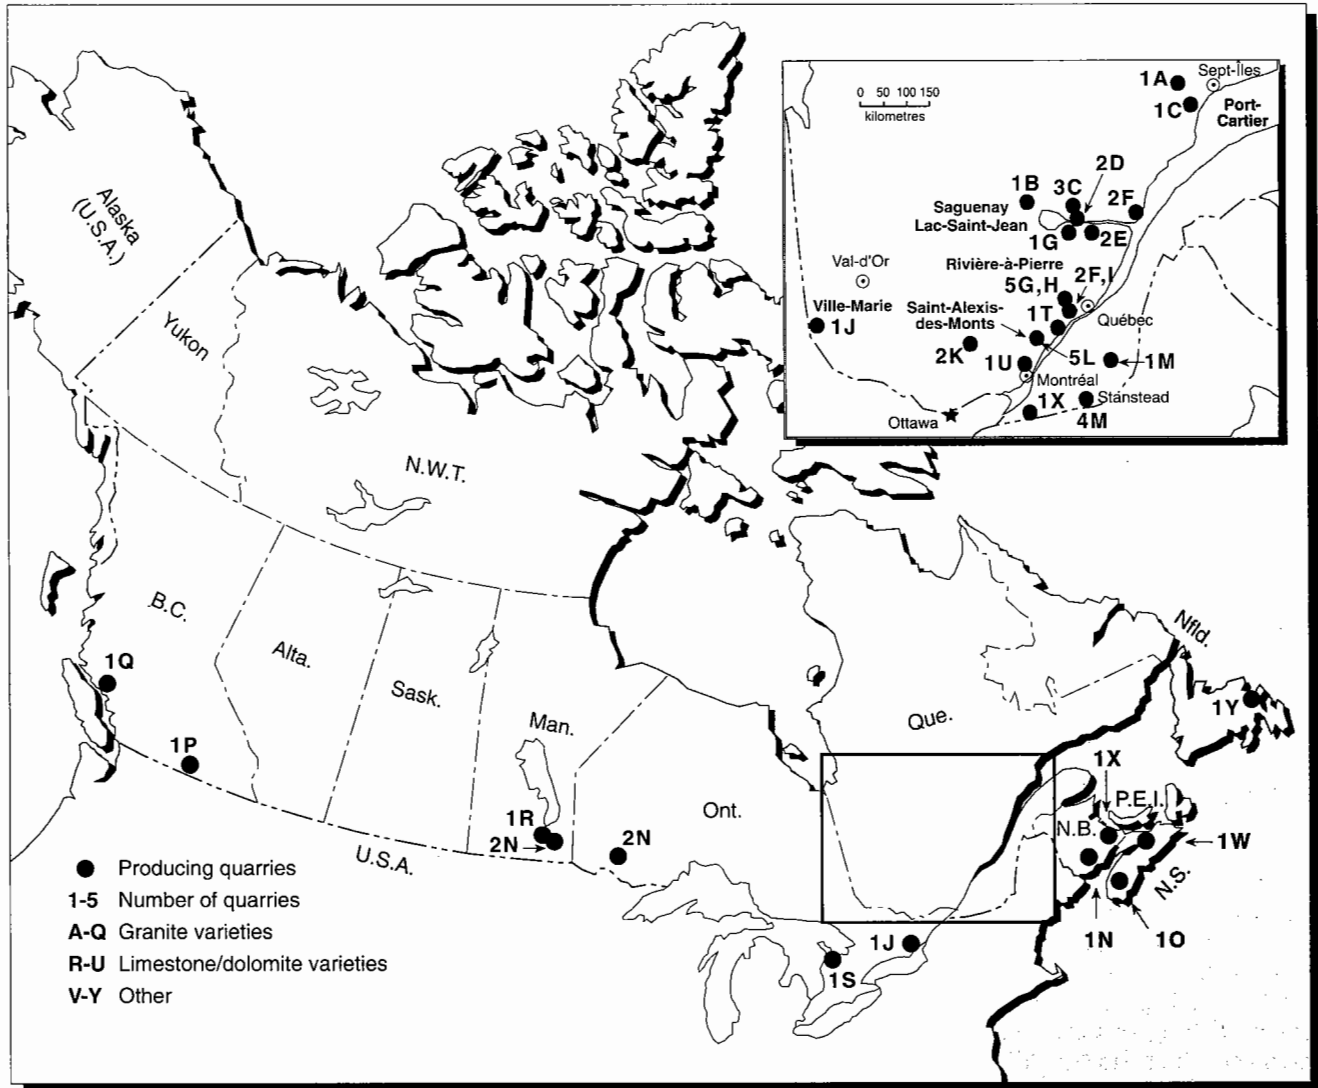 Alaska
(U.S.A.)
Yukon
N.W.T.
B.C.
Alta.
Sask.
Man.
Ont.
Que.
Nfld.
P.E.I.
N.B.
N.S.
U.S.A.
1Q
1P
1R
2N
2N
1S
1J
1Y
1X
1W
1N
1O
0 50 100 150
kilometres
1A
Sept-Îles
1C
Port-
Cartier
2D
1B
3C
2F
Saguenay
Lac-Saint-Jean
1G
2E
Rivière-à-Pierre
Val-d'Or
5G,H
2F,I
Ville-Marie
1J
Saint-Alexis-
des-Monts
1T
Québec
2K
1U
5L
1M
Montréal
1X
Stanstead
4M
Ottawa
Producing quarries
1-5 Number of quarries
A-Q Granite varieties
R-U Limestone/dolomite varieties
V-Y Other